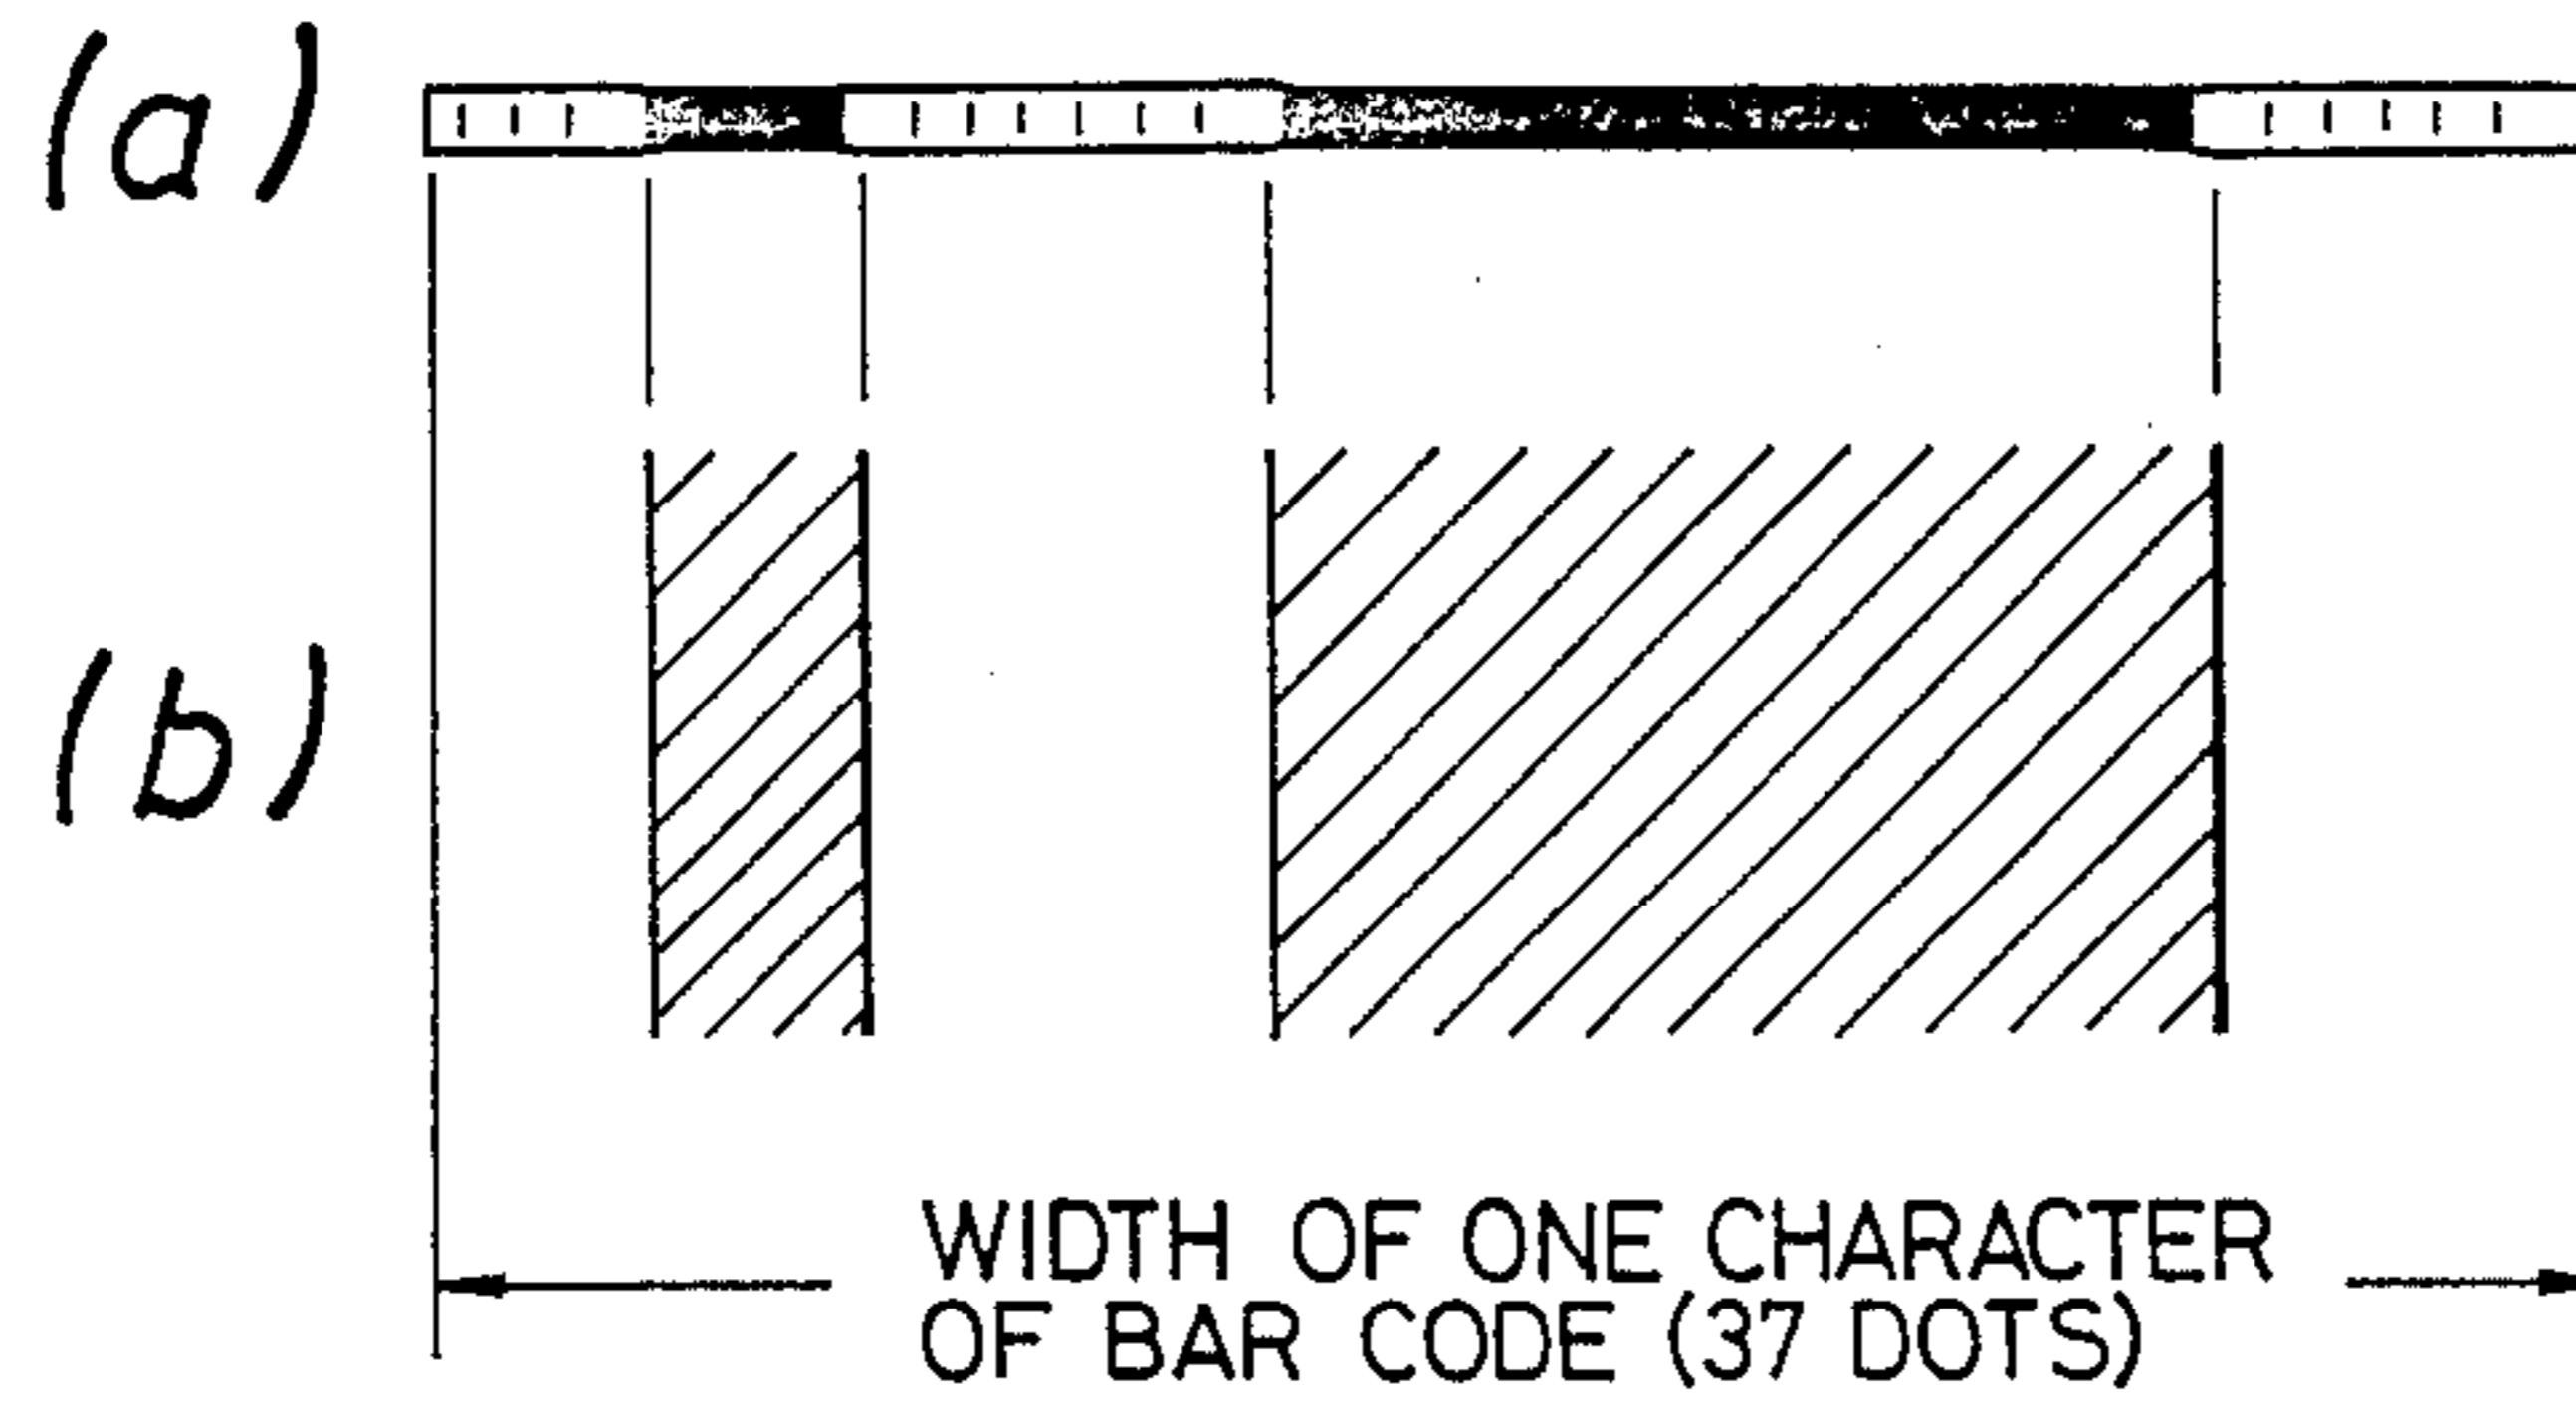 (a)
(b)
WIDTH OF ONE CHARACTER
OF BAR CODE (37 DOTS)